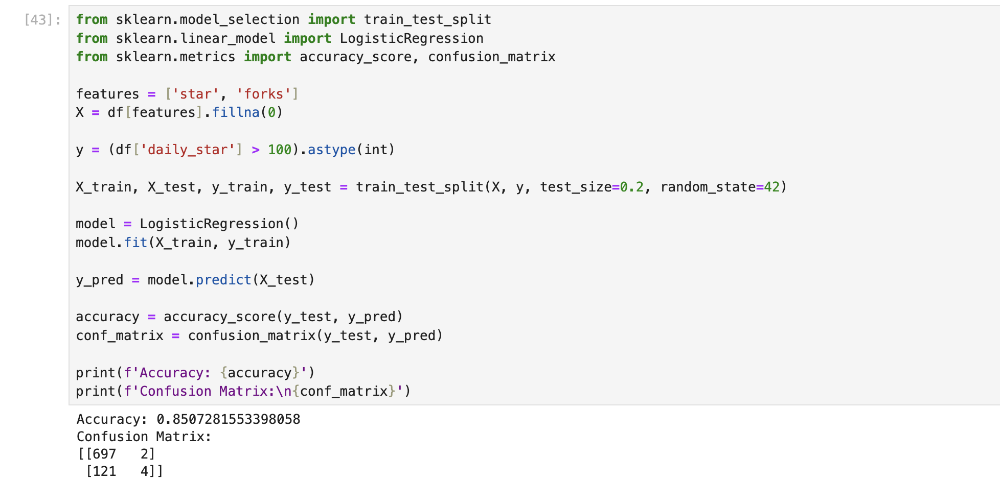 [43]:
from sklearn.model_selection import train_test_split
from sklearn.linear_model import LogisticRegression
from sklearn.metrics import accuracy_score, confusion_matrix
features = ['star', 'forks']
X = df[features].fillna(0)
y = (df['daily_star'] > 100).astype(int)
X_train, X_test, y_train, y_test = train_test_split(X, y, test_size=0.2, random_state=42)
model = LogisticRegression()
model.fit(X_train, y_train)
y_pred = model.predict(X_test)
accuracy = accuracy_score(y_test, y_pred)
conf_matrix = confusion_matrix(y_test, y_pred)
print(f'Accuracy: {accuracy}')
print(f'Confusion Matrix:\n{conf_matrix}')
Accuracy: 0.8507281553398058
Confusion Matrix:
[[697   2]
 [121   4]]